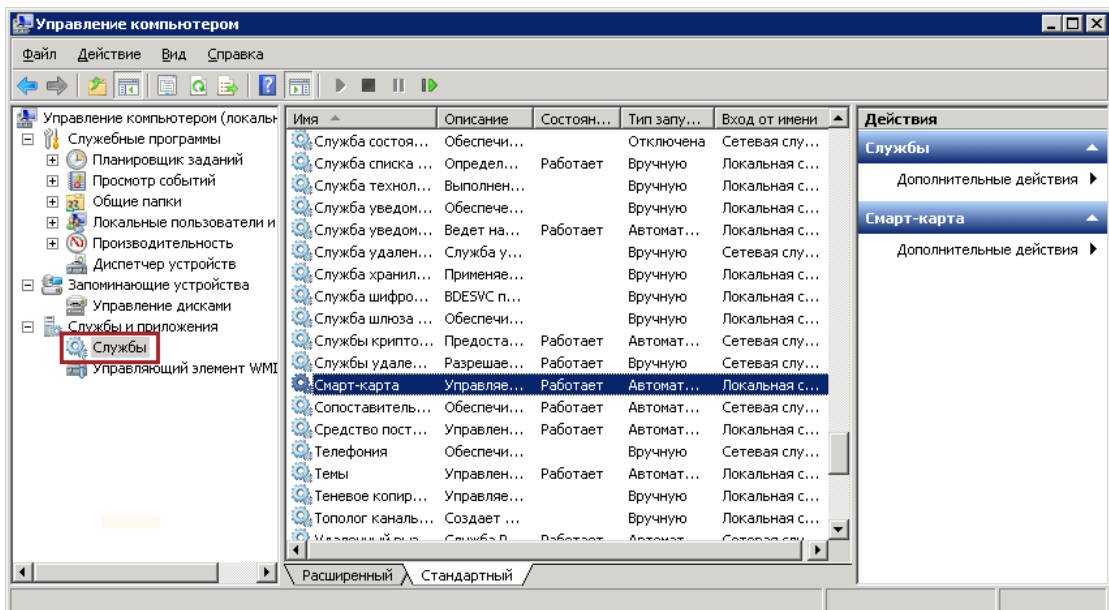 Управление компьютером
Файл Действие Вид Справка
Управление компьютером (локальн
Служебные программы
Планировщик заданий
Просмотр событий
Общие папки
Локальные пользователи и
Производительность
Диспетчер устройств
Запоминающие устройства
Управление дисками
Службы и приложения
Службы
Управляющий элемент WMI
Имя Описание Состоян... Тип запу... Вход от имени
Служба состоя... Обеспечи... Отключена Сетевая слу...
Служба списка ... Определ... Работает Вручную Локальная с...
Служба технол... Выполнен... Вручную Локальная с...
Служба уведом... Обеспече... Вручную Локальная с...
Служба уведом... Ведет на... Работает Автомат... Локальная с...
Служба удален... Служба у... Вручную Сетевая слу...
Служба хранил... Применяе... Вручную Локальная с...
Служба шифро... BDESVC п... Вручную Локальная с...
Служба шлюза ... Обеспечи... Вручную Локальная с...
Службы крипто... Предоста... Работает Автомат... Сетевая слу...
Службы удале... Разрешае... Работает Вручную Сетевая слу...
Смарт-карта Управляе... Работает Автомат... Локальная с...
Сопоставитель... Обеспечи... Работает Автомат... Сетевая слу...
Средство пост... Управлен... Работает Автомат... Локальная с...
Телефония Обеспечи... Вручную Сетевая слу...
Темы Управлен... Работает Автомат... Локальная с...
Теневое копир... Управляе... Вручную Локальная с...
Тополог каналь... Создает ... Вручную Локальная с...
Удаленный выз... Служба R... Работает Автомат... Сетевая слу...
Расширенный Стандартный
Действия
Службы
Дополнительные действия
Смарт-карта
Дополнительные действия